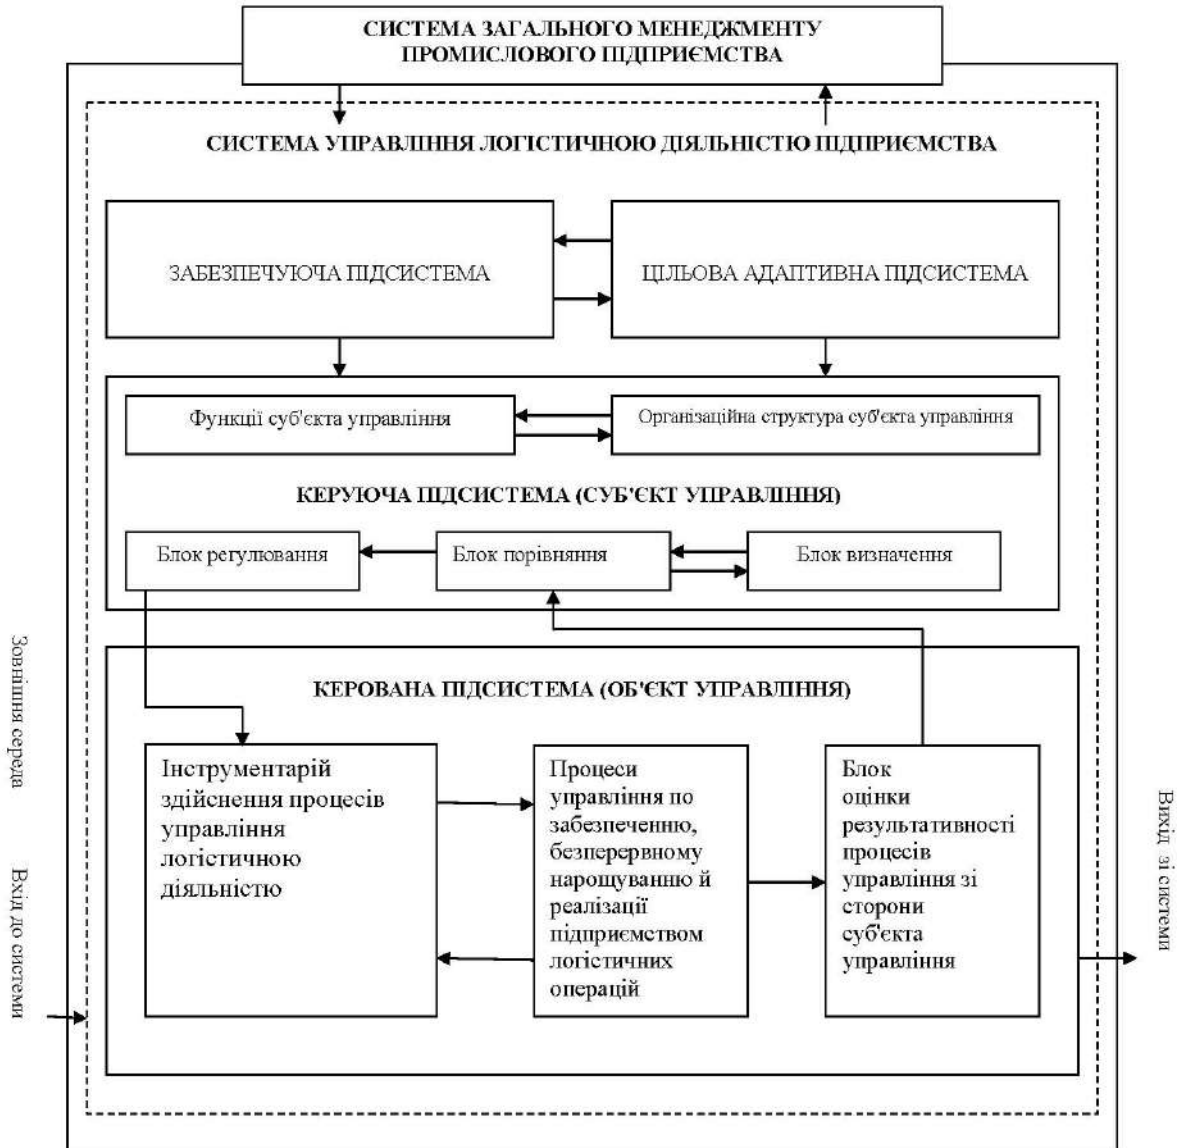 СИСТЕМА ЗАГАЛЬНОГО МЕНЕДЖМЕНТУ
ПРОМИСЛОВОГО ПІДПРИЄМСТВА
СИСТЕМА УПРАВЛІННЯ ЛОГІСТИЧНОЮ ДІЯЛЬНІСТЮ ПІДПРИЄМСТВА
ЗАБЕЗПЕЧУЮЧА ПІДСИСТЕМА
ЦІЛЬОВА АДАПТИВНА ПІДСИСТЕМА
Функції суб'єкта управління
Організаційна структура суб'єкта управління
КЕРУЮЧА ПІДСИСТЕМА (СУБ'ЄКТ УПРАВЛІННЯ)
Блок регулювання
Блок порівняння
Блок визначення
КЕРОВАНА ПІДСИСТЕМА (ОБ'ЄКТ УПРАВЛІННЯ)
Інструментарій
здійснення процесів
управління
логістичною
діяльністю
Процеси
управління по
забезпеченню,
безперервному
нарощуванню й
реалізації
підприємством
логістичних
операцій
Блок
оцінки
результативності
процесів
управління зі
сторони
суб'єкта
управління
Зовнішня середа
Вхід до системи
Вихід зі системи